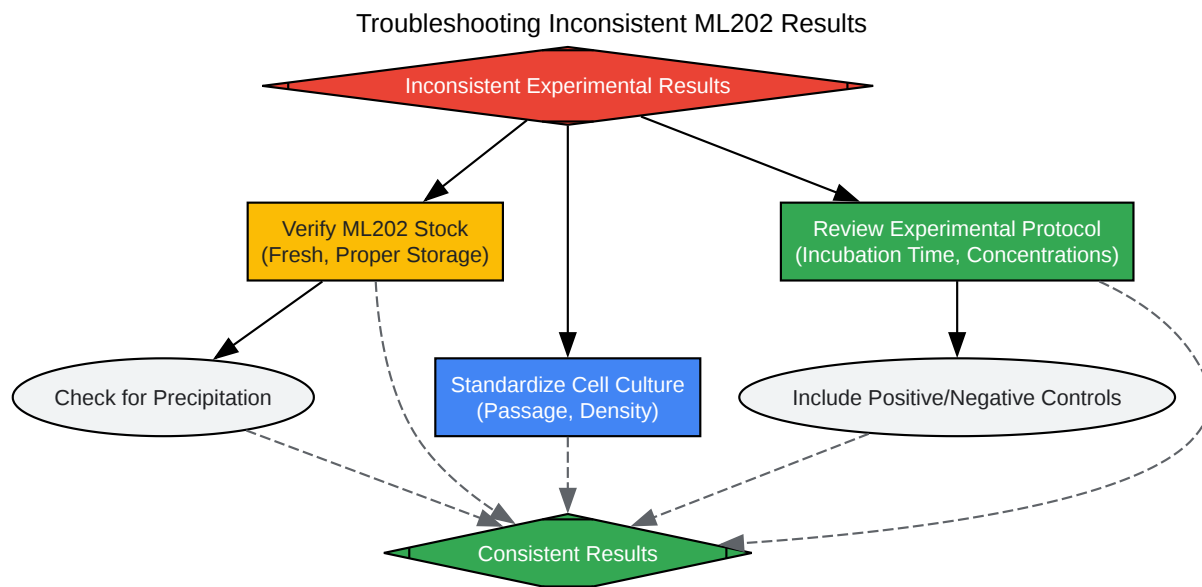 Troubleshooting Inconsistent ML202 Results
Inconsistent Experimental Results
Verify ML202 Stock
(Fresh, Proper Storage)
Review Experimental Protocol
(Incubation Time, Concentrations)
Check for Precipitation
Standardize Cell Culture
(Passage, Density)
Include Positive/Negative Controls
Consistent Results